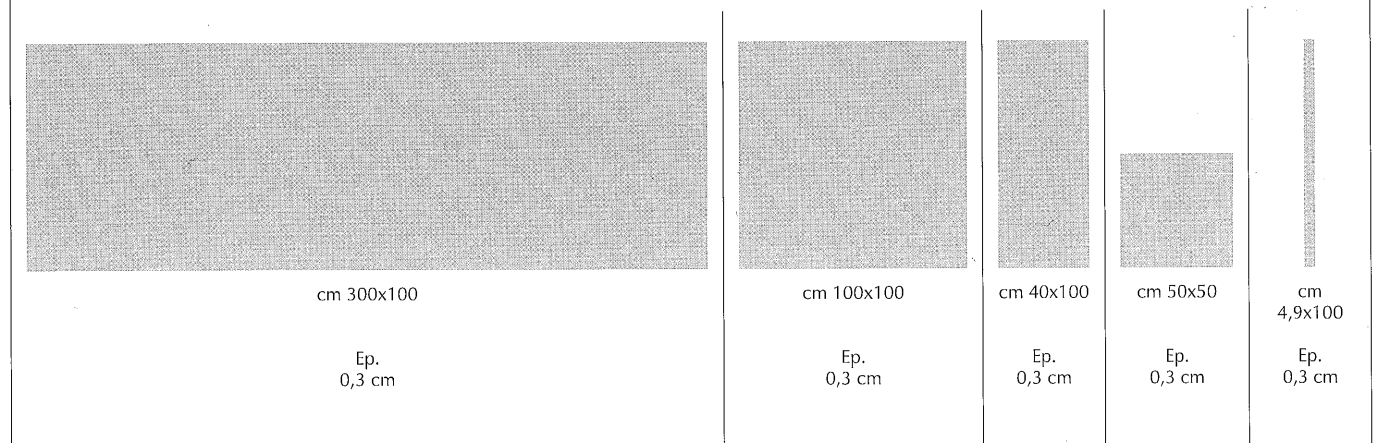 cm 300x100
Ep.
0,3 cm
cm 100x100
Ep.
0,3 cm
cm 40x100
Ep.
0,3 cm
cm 50x50
Ep.
0,3 cm
cm
4,9x100
Ep.
0,3 cm